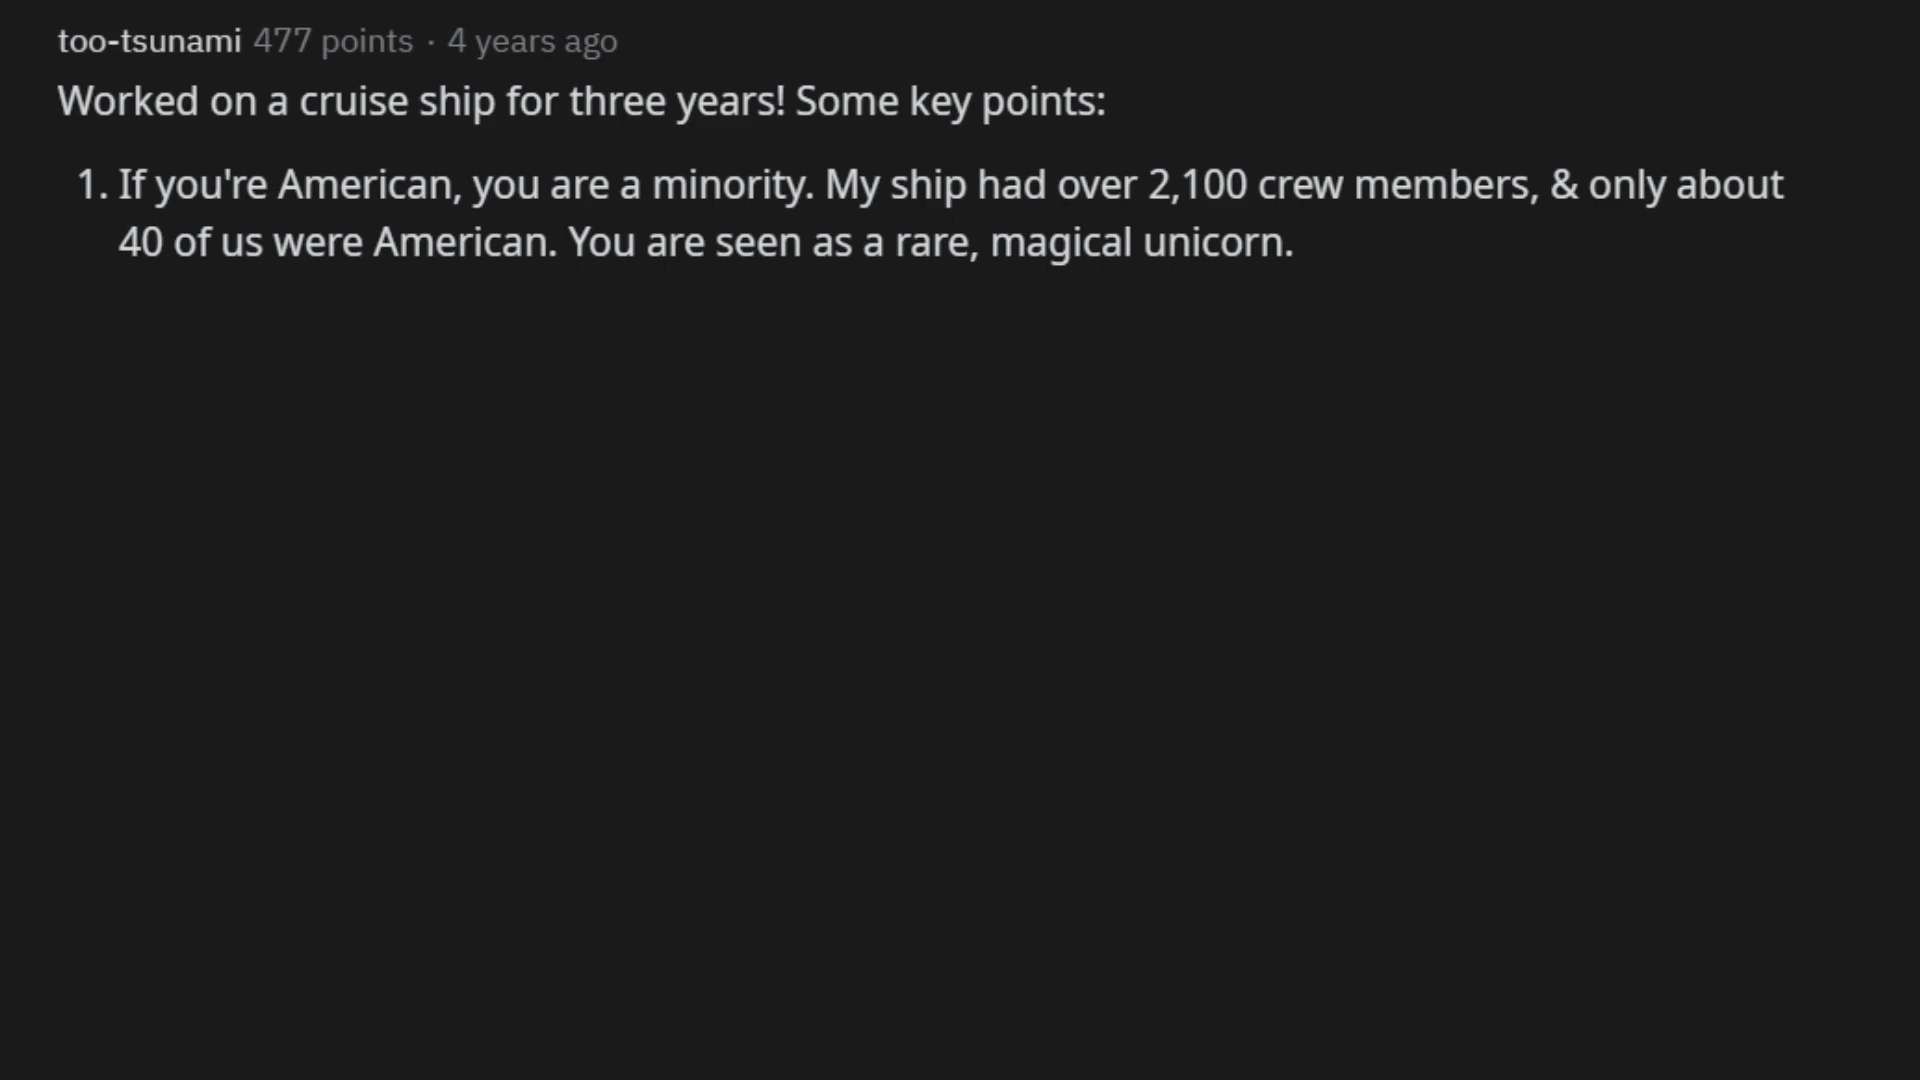 too-tsunami 477 points · 4 years ago
Worked on a cruise ship for three years! Some key points:
1. If you're American, you are a minority. My ship had over 2,100 crew members, & only about
40 of us were American. You are seen as a rare, magical unicorn.